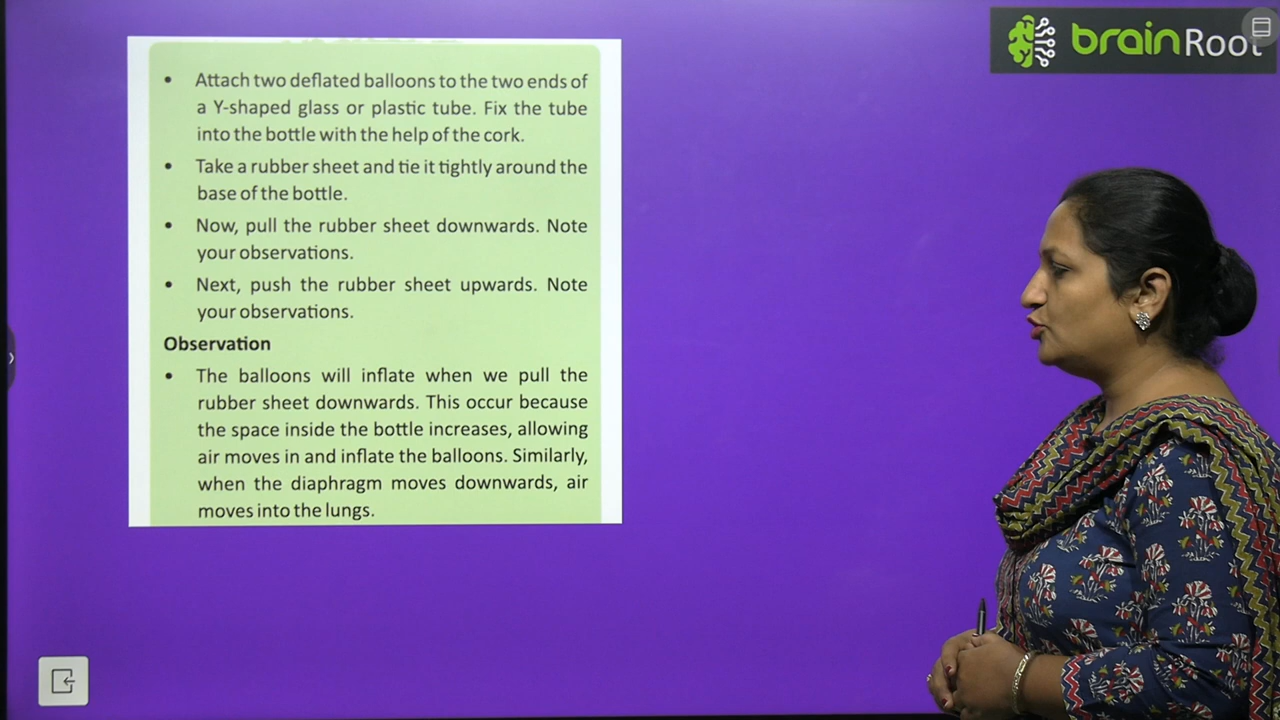 brainRoot
• Attach two deflated balloons to the two ends of
a Y-shaped glass or plastic tube. Fix the tube
into the bottle with the help of the cork.
• Take a rubber sheet and tie it tightly around the
base of the bottle.
• Now, pull the rubber sheet downwards. Note
your observations.
• Next, push the rubber sheet upwards. Note
your observations.
Observation
• The balloons will inflate when we pull the
rubber sheet downwards. This occur because
the space inside the bottle increases, allowing
air moves in and inflate the balloons. Similarly,
when the diaphragm moves downwards, air
moves into the lungs.